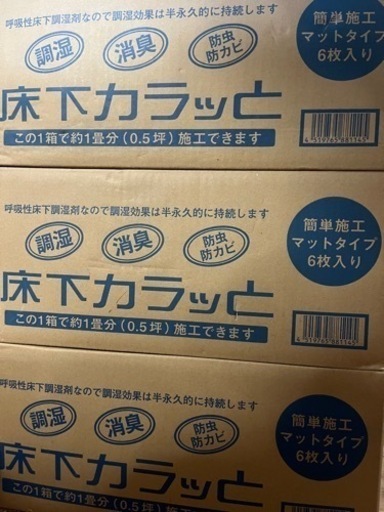 呼吸性床下調湿剤なので調湿効果は半永久的に持続します
調湿
消臭
防虫
防カビ
簡単施工
マットタイプ
6枚入り
床下カラッと
この1箱で約1畳分(0.5坪)施工できます
4519765881145
呼吸性床下調湿剤なので調湿効果は半永久的に持続します
調湿
消臭
防虫
防カビ
簡単施工
マットタイプ
6枚入り
床下カラッと
この1箱で約1畳分(0.5坪)施工できます
4519765881145
呼吸性床下調湿剤なので調湿効果は半永久的に持続します
調湿
消臭
防虫
防カビ
簡単施工
マットタイプ
6枚入り
床下カラッと
この1箱で約1畳分(0.5坪)施工できます